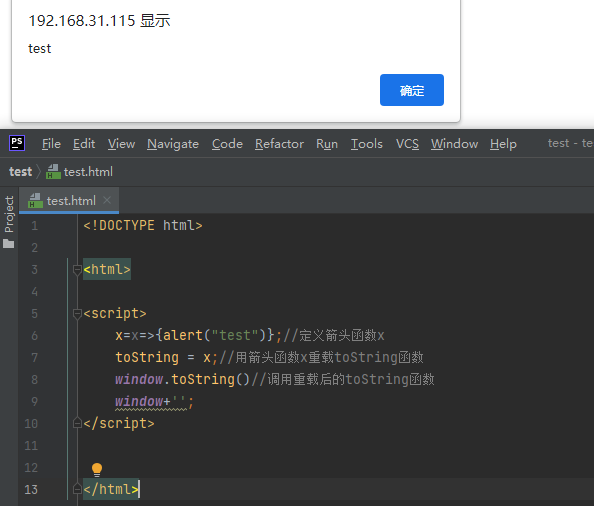 192.168.31.115 显示
test
确定
PS File Edit View Navigate Code Refactor Run Tools VCS Window Help test - te
test test.html
Project
test.html
1 <!DOCTYPE html>
2
3 <html>
4
5 <script>
6 x=x=>{alert("test")};//定义箭头函数x
7 toString = x;//用箭头函数x重载toString函数
8 window.toString()//调用重载后的toString函数
9 window+'';
10 </script>
11
12
13 </html>